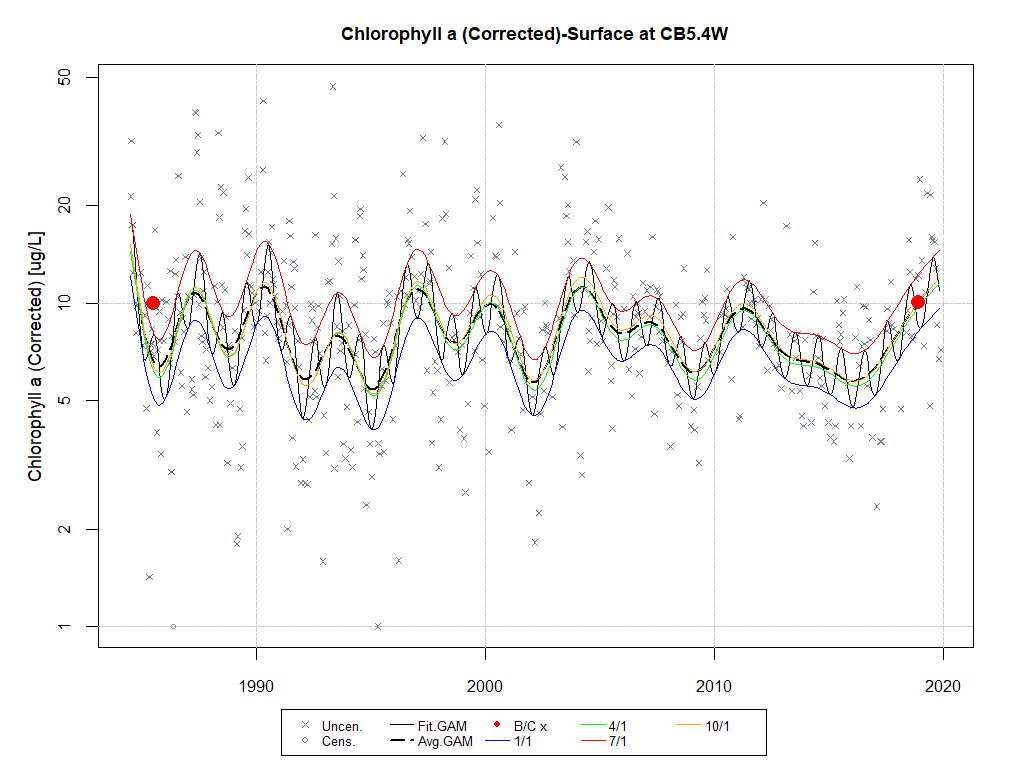 Chlorophyll a (Corrected)-Surface at CB5.4W
Chlorophyll a (Corrected) [ug/L]
50
20
10
5
2
1
1990 2000 2010 2020
Uncen. Fit.GAM B/C x 4/1 10/1
Cens. Avg.GAM 1/1 7/1